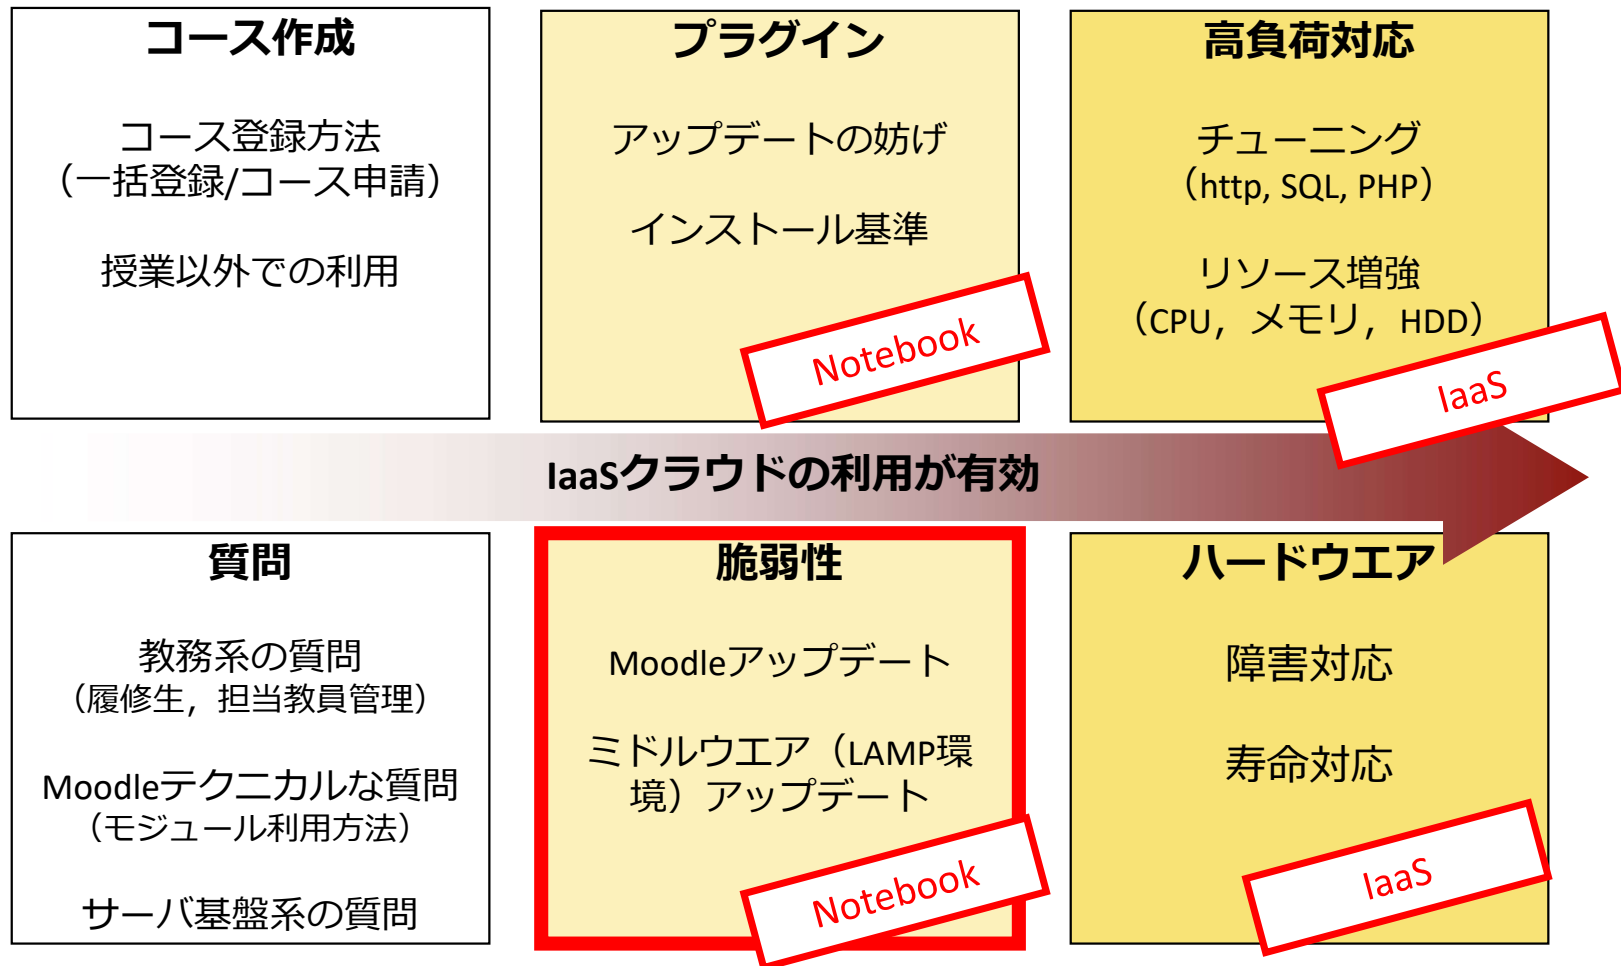 コース作成
コース登録方法
（一括登録/コース申請）
授業以外での利用
プラグイン
アップデートの妨げ
インストール基準
Notebook
高負荷対応
チューニング
（http, SQL, PHP）
リソース増強
（CPU，メモリ，HDD）
IaaS
IaaSクラウドの利用が有効
質問
教務系の質問
（履修生，担当教員管理）
Moodleテクニカルな質問
（モジュール利用方法）
サーバ基盤系の質問
脆弱性
Moodleアップデート
ミドルウエア（LAMP環
境）アップデート
Notebook
ハードウエア
障害対応
寿命対応
IaaS